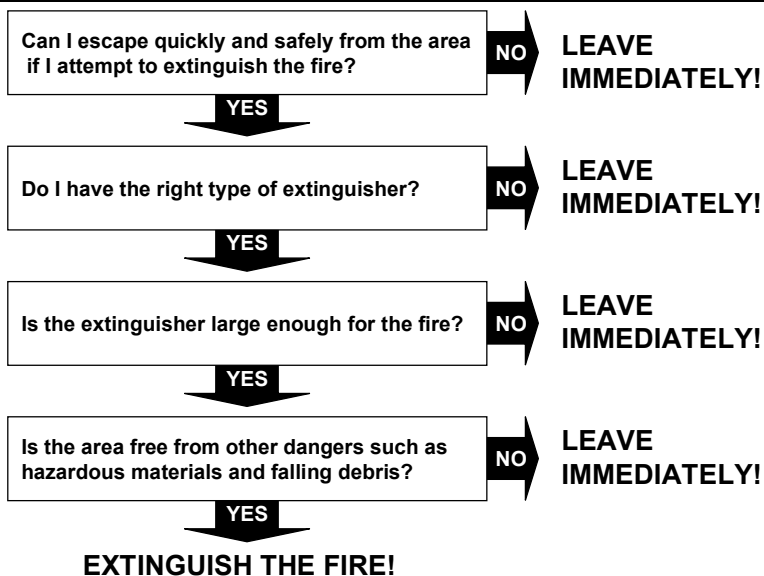 Can I escape quickly and safely from the area
if I attempt to extinguish the fire?
NO
LEAVE
IMMEDIATELY!
YES
Do I have the right type of extinguisher?
NO
LEAVE
IMMEDIATELY!
YES
Is the extinguisher large enough for the fire?
NO
LEAVE
IMMEDIATELY!
YES
Is the area free from other dangers such as
hazardous materials and falling debris?
NO
LEAVE
IMMEDIATELY!
YES
EXTINGUISH THE FIRE!